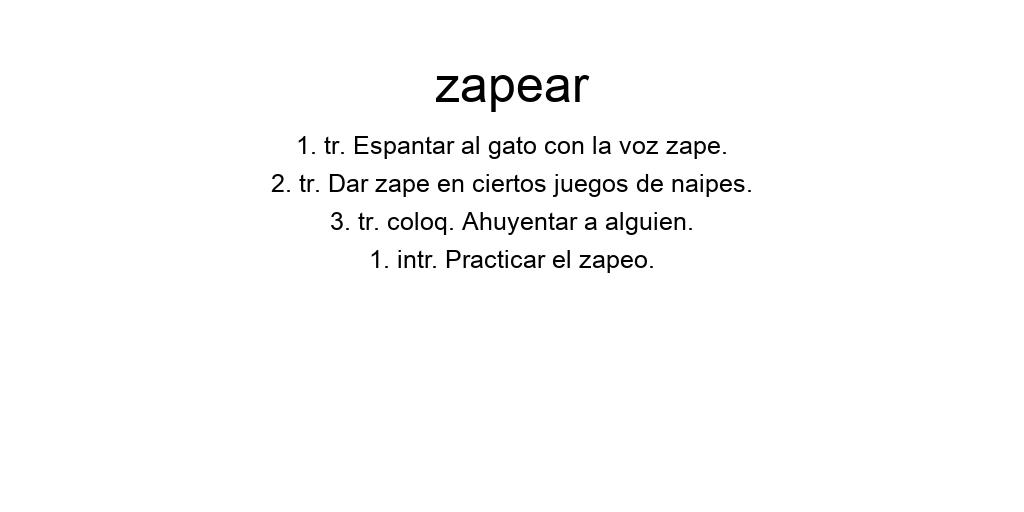 zapear
1. tr. Espantar al gato con la voz zape.
2. tr. Dar zape en ciertos juegos de naipes.
3. tr. coloq. Ahuyentar a alguien.
1. intr. Practicar el zapeo.